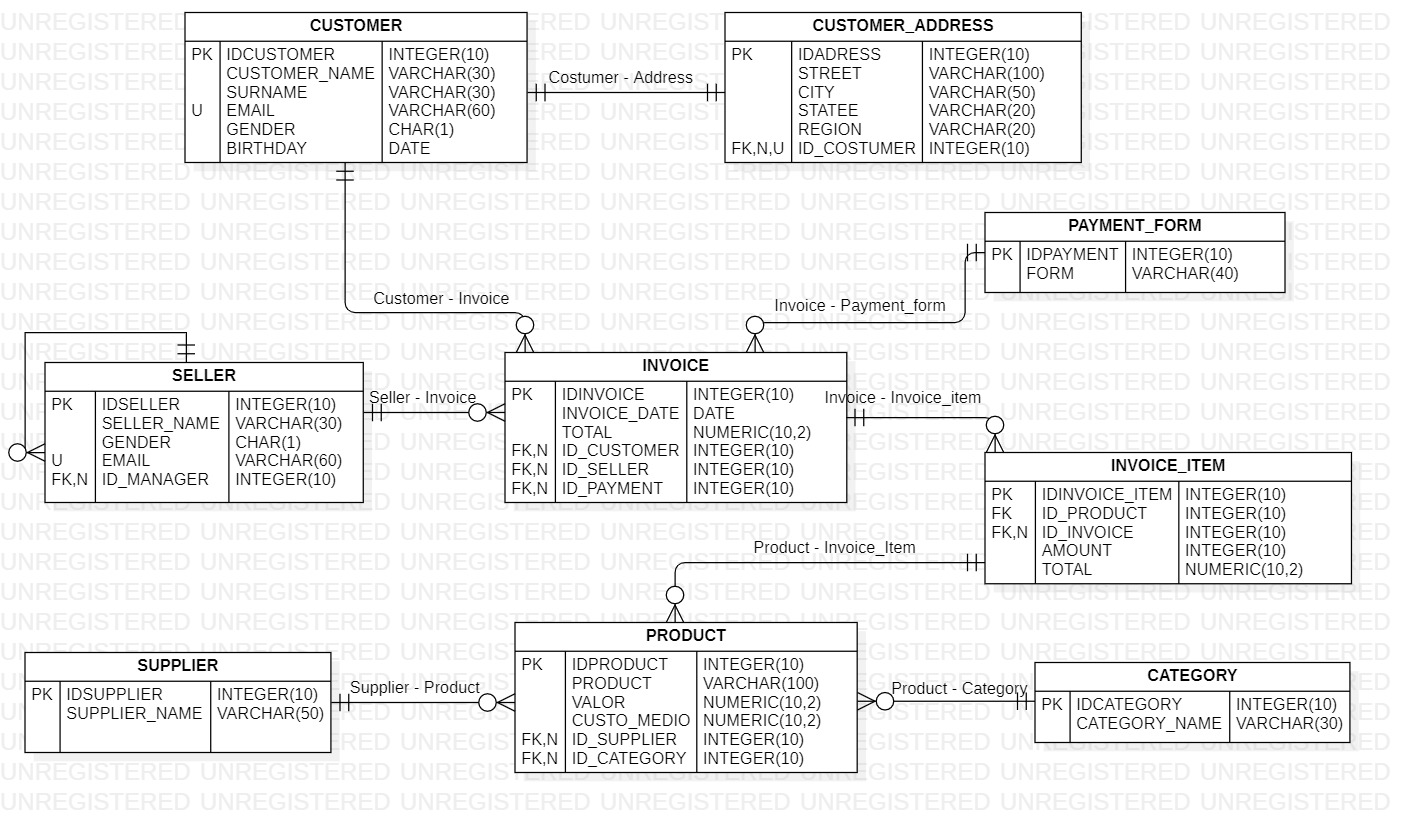 CUSTOMER
PK IDCUSTOMER INTEGER(10)
CUSTOMER_NAME VARCHAR(30)
SURNAME VARCHAR(30)
U EMAIL VARCHAR(60)
GENDER CHAR(1)
BIRTHDAY DATE
Costumer - Address
CUSTOMER_ADDRESS
PK IDADRESS INTEGER(10)
STREET VARCHAR(100)
CITY VARCHAR(50)
STATEE VARCHAR(20)
REGION VARCHAR(20)
FK,N,U ID_COSTUMER INTEGER(10)
PAYMENT_FORM
PK IDPAYMENT INTEGER(10)
FORM VARCHAR(40)
Customer - Invoice
Invoice - Payment_form
SELLER
PK IDSELLER INTEGER(10)
SELLER_NAME VARCHAR(30)
GENDER CHAR(1)
U EMAIL VARCHAR(60)
FK,N ID_MANAGER INTEGER(10)
Seller - Invoice
INVOICE
PK IDINVOICE INTEGER(10)
INVOICE_DATE DATE
TOTAL NUMERIC(10,2)
FK,N ID_CUSTOMER INTEGER(10)
FK,N ID_SELLER INTEGER(10)
FK,N ID_PAYMENT INTEGER(10)
Invoice - Invoice_item
INVOICE_ITEM
PK IDINVOICE_ITEM INTEGER(10)
FK ID_PRODUCT INTEGER(10)
FK,N ID_INVOICE INTEGER(10)
AMOUNT INTEGER(10)
TOTAL NUMERIC(10,2)
Product - Invoice_Item
SUPPLIER
PK IDSUPPLIER INTEGER(10)
SUPPLIER_NAME VARCHAR(50)
Supplier - Product
PRODUCT
PK IDPRODUCT INTEGER(10)
PRODUCT VARCHAR(100)
VALOR NUMERIC(10,2)
CUSTO_MEDIO NUMERIC(10,2)
FK,N ID_SUPPLIER INTEGER(10)
FK,N ID_CATEGORY INTEGER(10)
Product - Category
CATEGORY
PK IDCATEGORY INTEGER(10)
CATEGORY_NAME VARCHAR(30)
UNREGISTERED